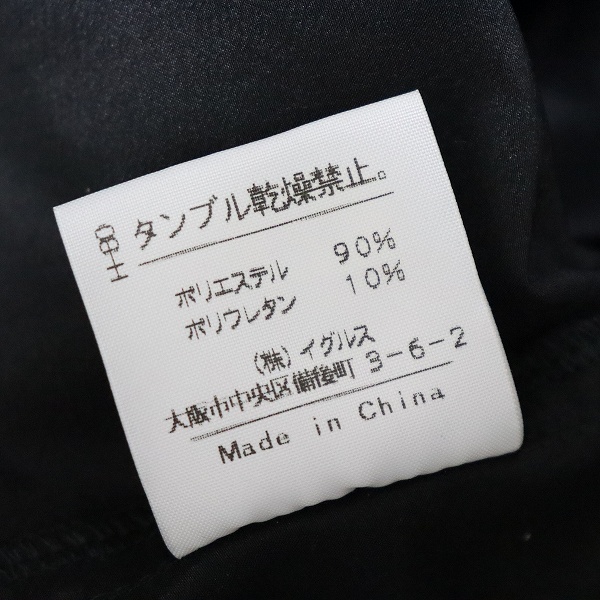 タンブル乾燥禁止。
ポリエステル 90%
ポリウレタン 10%
(株)イグルス
大阪市中央区備後町 3-6-2
Made in China